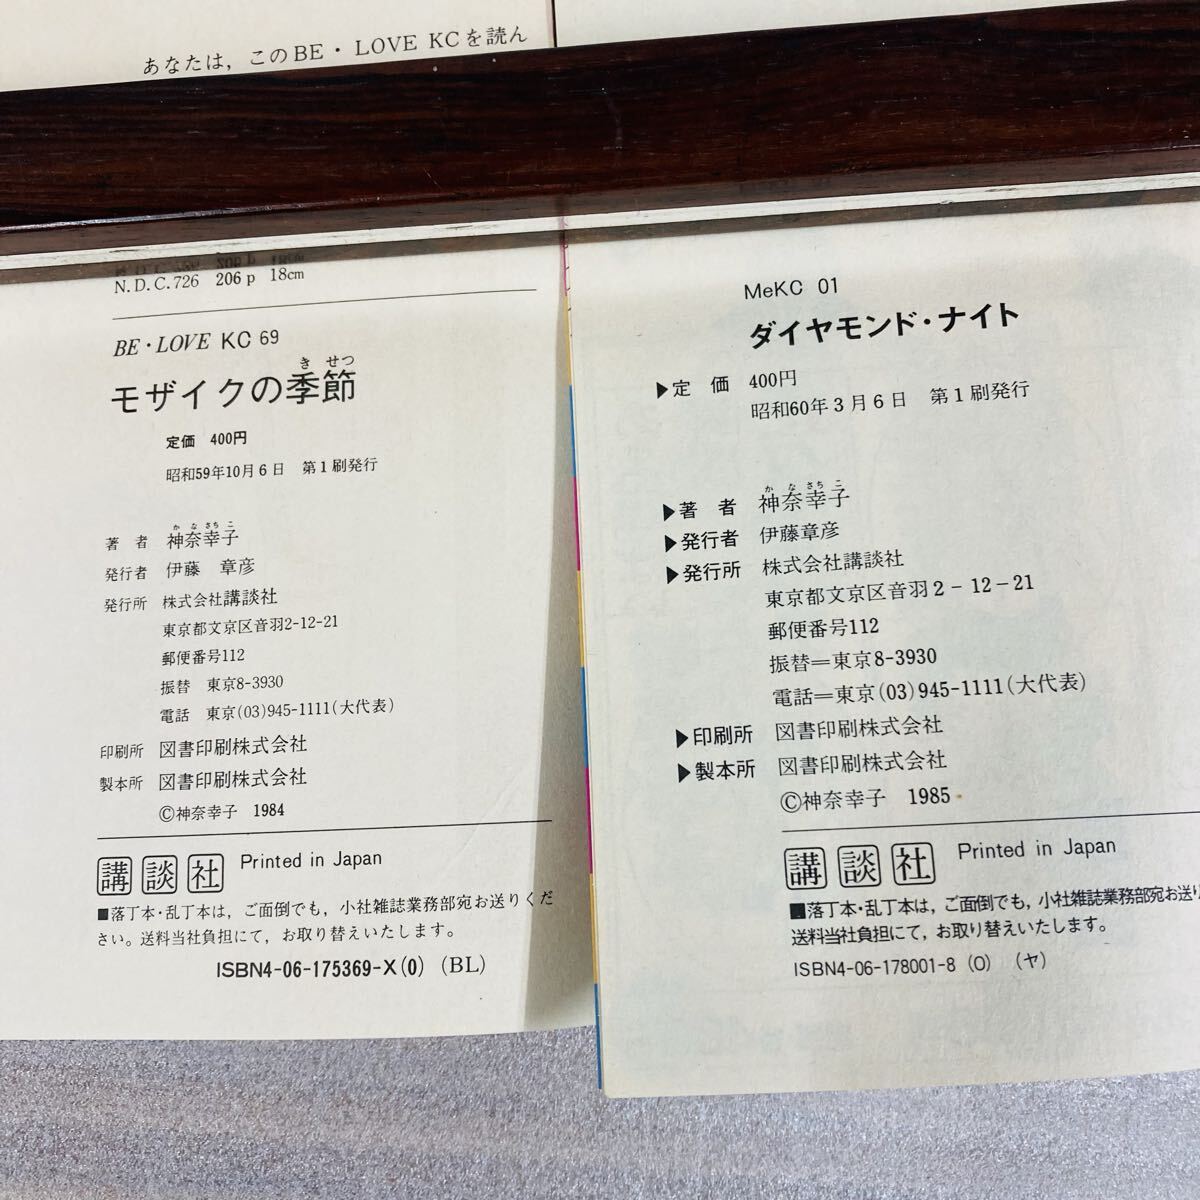 あなたは，このBE・LOVE KCを読ん
N.D.C.726 206p 18cm
BE・LOVE KC 69
き せつ
モザイクの季節
定価 400円
昭和59年10月6日 第1刷発行
か な さち こ
著者 神奈幸子
発行者 伊藤 章彦
発行所 株式会社講談社
東京都文京区音羽2-12-21
郵便番号112
振替 東京8-3930
電話 東京(03)945-1111(大代表)
印刷所 図書印刷株式会社
製本所 図書印刷株式会社
©神奈幸子 1984
講談社 Printed in Japan
■落丁本・乱丁本は，ご面倒でも，小社雑誌業務部宛お送りくだ
さい。送料当社負担にて，お取り替えいたします。
ISBN4-06-175369-X(0) (BL)
MeKC 01
ダイヤモンド・ナイト
▶定価 400円
昭和60年3月6日 第1刷発行
か な さち こ
▶著者 神奈幸子
▶発行者 伊藤章彦
▶発行所 株式会社講談社
東京都文京区音羽2-12-21
郵便番号112
振替＝東京8-3930
電話＝東京(03)945-1111(大代表)
▶印刷所 図書印刷株式会社
▶製本所 図書印刷株式会社
©神奈幸子 1985
講談社 Printed in Japan
■落丁本・乱丁本は，ご面倒でも，小社雑誌業務部宛お送り
送料当社負担にて，お取り替えいたします。
ISBN4-06-178001-8 (0) (ヤ)